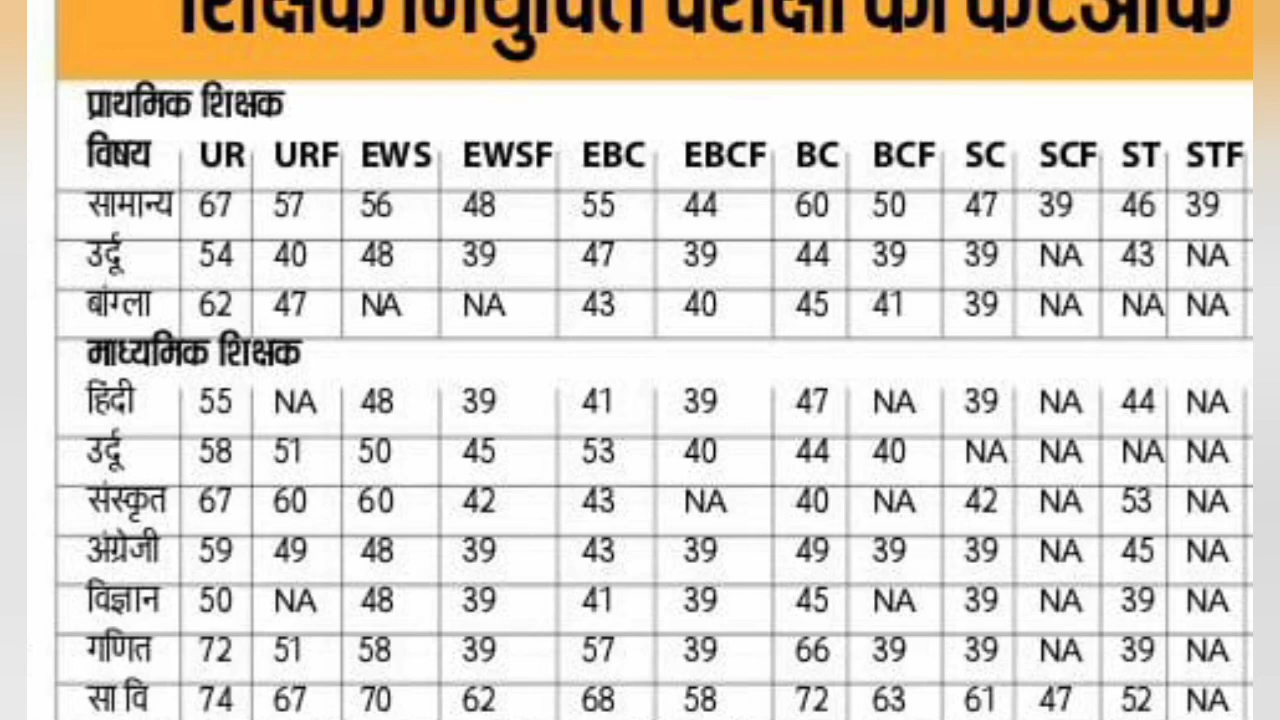 शिक्षक नियुक्ति परीक्षा का कटऑफ
प्राथमिक शिक्षक
विषय UR URF EWS EWSF EBC EBCF BC BCF SC SCF ST STF
सामान्य 67 57 56 48 55 44 60 50 47 39 46 39
उर्दू 54 40 48 39 47 39 44 39 39 NA 43 NA
बांग्ला 62 47 NA NA 43 40 45 41 39 NA NA NA
माध्यमिक शिक्षक
हिंदी 55 NA 48 39 41 39 47 NA 39 NA 44 NA
उर्दू 58 51 50 45 53 40 44 40 NA NA NA NA
संस्कृत 67 60 60 42 43 NA 40 NA 42 NA 53 NA
अंग्रेजी 59 49 48 39 43 39 49 39 39 NA 45 NA
विज्ञान 50 NA 48 39 41 39 45 NA 39 NA 39 NA
गणित 72 51 58 39 57 39 66 39 39 NA 39 NA
सा वि 74 67 70 62 68 58 72 63 61 47 52 NA